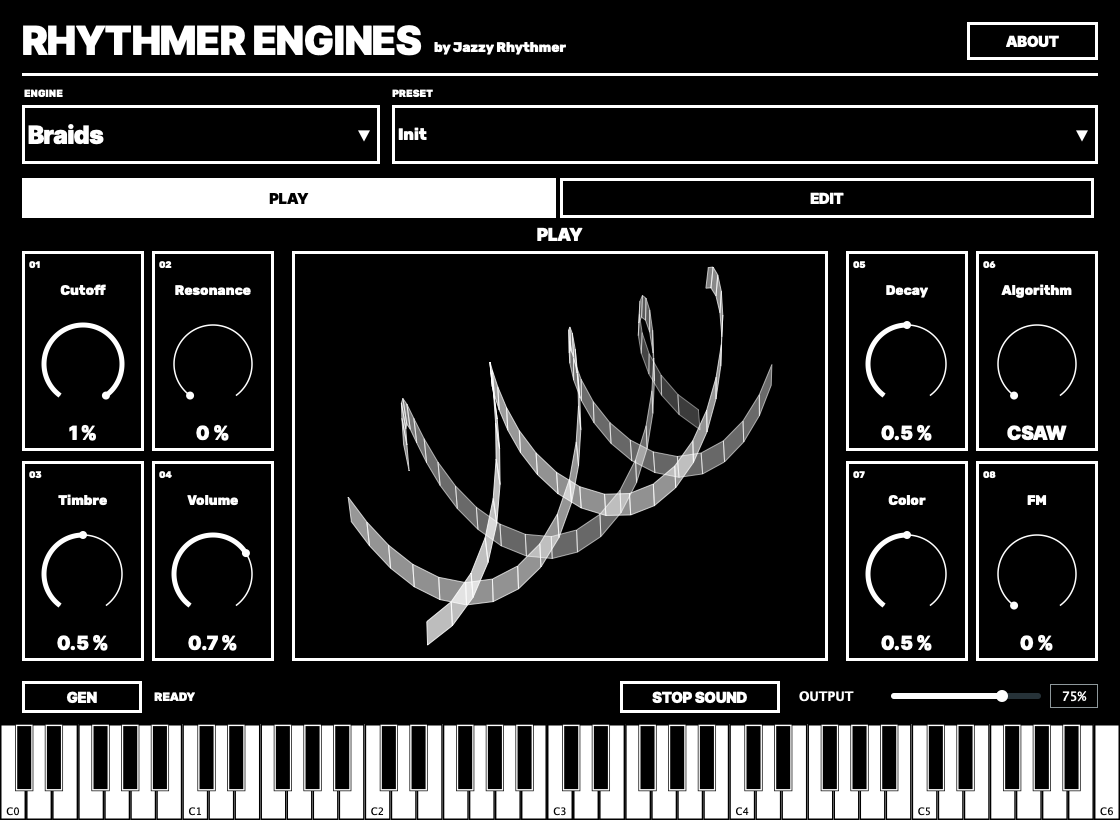 RHYTHMER ENGINES by Jazzy Rhythmer
ABOUT
ENGINE
PRESET
Braids
Init
PLAY
EDIT
PLAY
01
Cutoff
1 %
02
Resonance
0 %
03
Timbre
0.5 %
04
Volume
0.7 %
05
Decay
0.5 %
06
Algorithm
CSAW
07
Color
0.5 %
08
FM
0 %
GEN
READY
STOP SOUND
OUTPUT
75%
C0
C1
C2
C3
C4
C5
C6